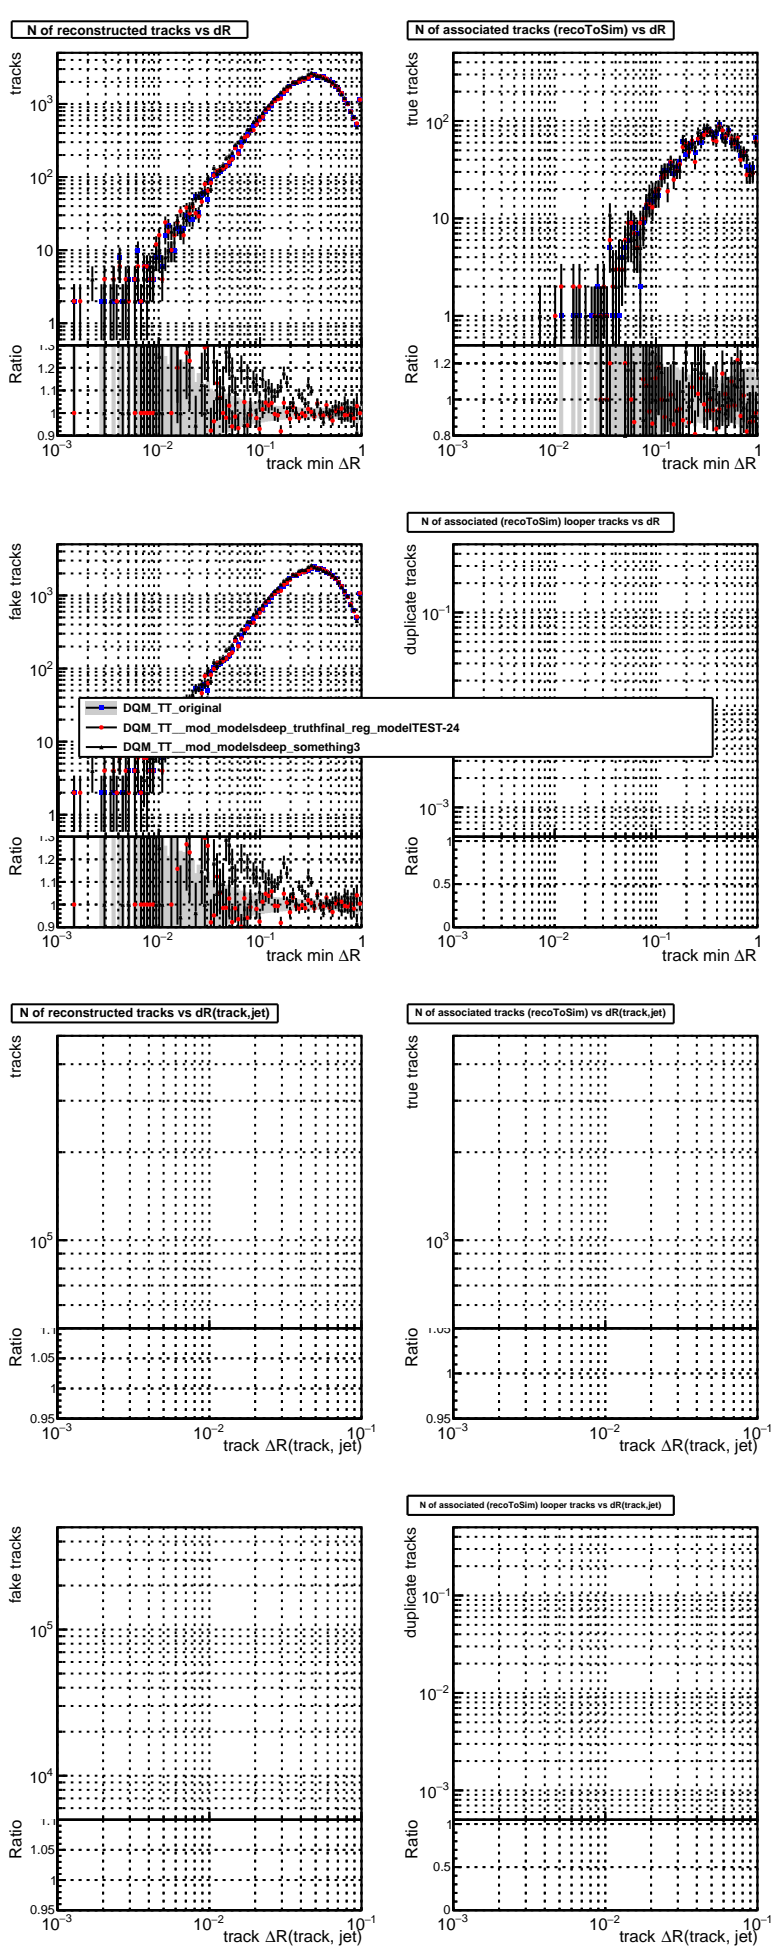 N of reconstructed tracks vs dR
tracks
10³
10²
10
1
Ratio
1.3
1.2
1.1
1
0.9
10⁻³
10⁻²
10⁻¹
1
track min ΔR
N of associated tracks (recoToSim) vs dR
true tracks
10²
10
1
Ratio
1.2
1
0.8
10⁻³
10⁻²
10⁻¹
1
track min ΔR
fake tracks
10³
10²
10
1
Ratio
1.3
1.2
1.1
1
0.9
10⁻³
10⁻²
10⁻¹
1
track min ΔR
N of associated (recoToSim) looper tracks vs dR
duplicate tracks
10⁻¹
10⁻³
Ratio
1
0.5
0
10⁻³
10⁻²
10⁻¹
1
track min ΔR
DQM_TT_original
DQM_TT__mod_modelsdeep_truthfinal_reg_modelTEST-24
DQM_TT__mod_modelsdeep_something3
N of reconstructed tracks vs dR(track,jet)
tracks
10⁵
Ratio
1.1
1.05
1
0.95
10⁻³
10⁻²
10⁻¹
track ΔR(track, jet)
N of associated tracks (recoToSim) vs dR(track,jet)
true tracks
10³
Ratio
1.05
1
0.95
10⁻³
10⁻²
10⁻¹
track ΔR(track, jet)
fake tracks
10⁵
10⁴
Ratio
1.1
1.05
1
0.95
10⁻³
10⁻²
10⁻¹
track ΔR(track, jet)
N of associated (recoToSim) looper tracks vs dR(track,jet)
duplicate tracks
10⁻¹
10⁻²
10⁻³
Ratio
1
0.5
0
10⁻³
10⁻²
10⁻¹
track ΔR(track, jet)